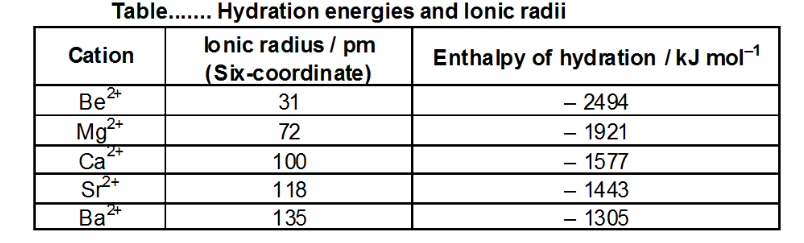 Table....... Hydration energies and Ionic radii
Cation | Ionic radius / pm (Six-coordinate) | Enthalpy of hydration / kJ mol⁻¹
Be²⁺ | 31 | – 2494
Mg²⁺ | 72 | – 1921
Ca²⁺ | 100 | – 1577
Sr²⁺ | 118 | – 1443
Ba²⁺ | 135 | – 1305